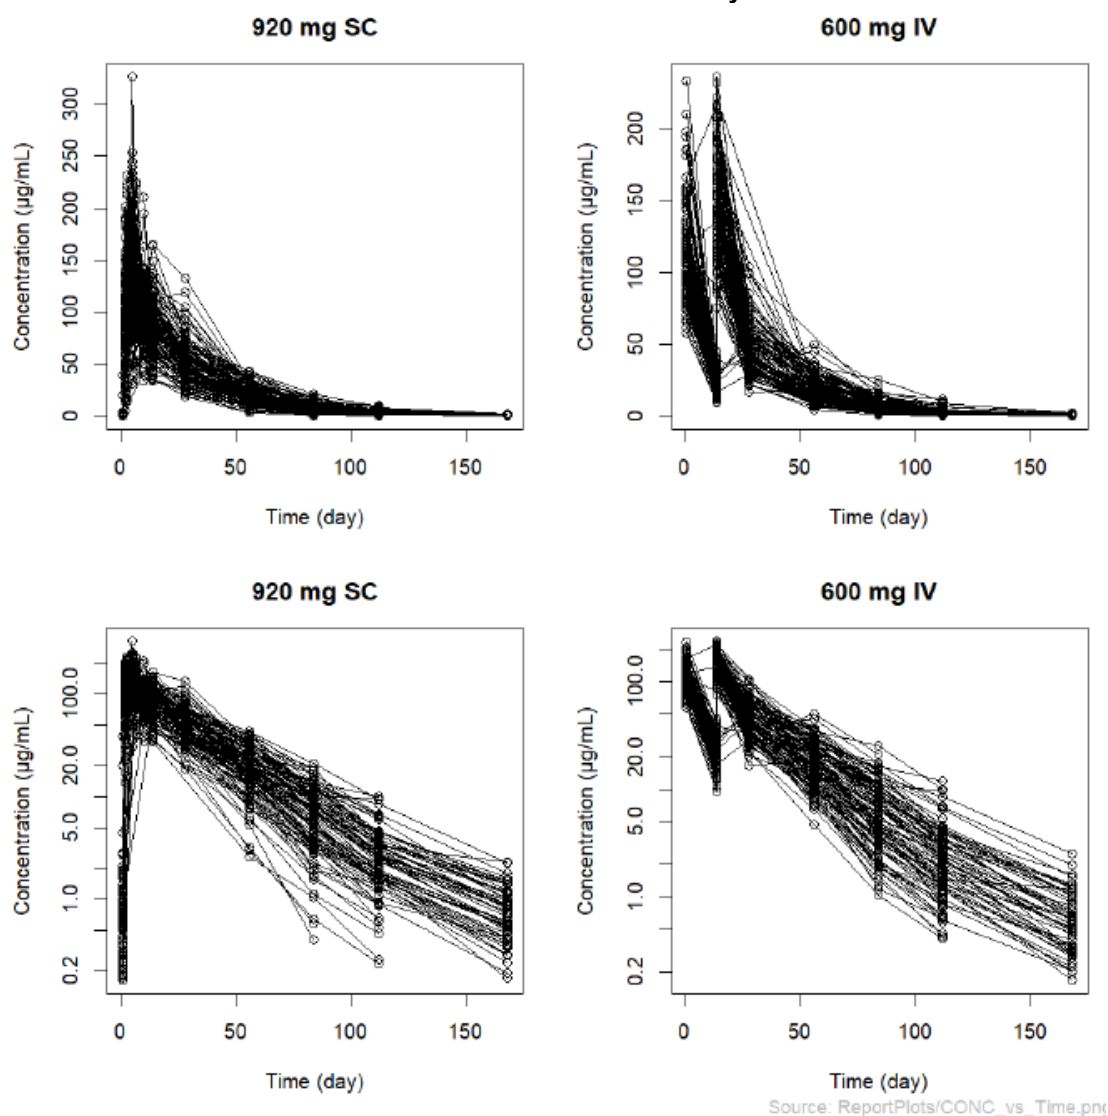 920 mg SC
600 mg IV
Concentration (µg/mL)
300
250
200
150
100
50
0
0 50 100 150
Time (day)
Concentration (µg/mL)
200
150
100
50
0
0 50 100 150
Time (day)
920 mg SC
600 mg IV
Concentration (µg/mL)
100.0
20.0
5.0
1.0
0.2
0 50 100 150
Time (day)
Concentration (µg/mL)
100.0
20.0
5.0
1.0
0.2
0 50 100 150
Time (day)
Source: ReportPlots/CONC_vs_Time.png